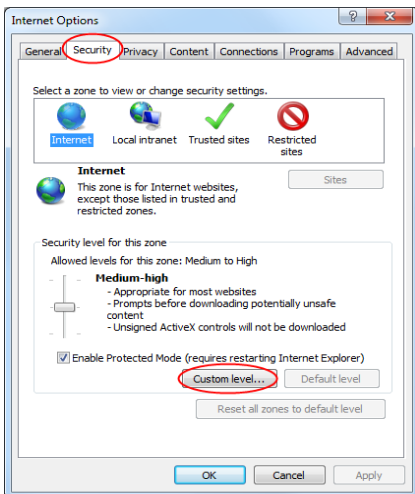 Internet Options
?
General Security Privacy Content Connections Programs Advanced
Select a zone to view or change security settings.
Internet Local intranet Trusted sites Restricted
sites
Internet
Sites
This zone is for Internet websites,
except those listed in trusted and
restricted zones.
Security level for this zone
Allowed levels for this zone: Medium to High
Medium-high
- Appropriate for most websites
- Prompts before downloading potentially unsafe
content
- Unsigned ActiveX controls will not be downloaded
Enable Protected Mode (requires restarting Internet Explorer)
Custom level... Default level
Reset all zones to default level
OK Cancel Apply